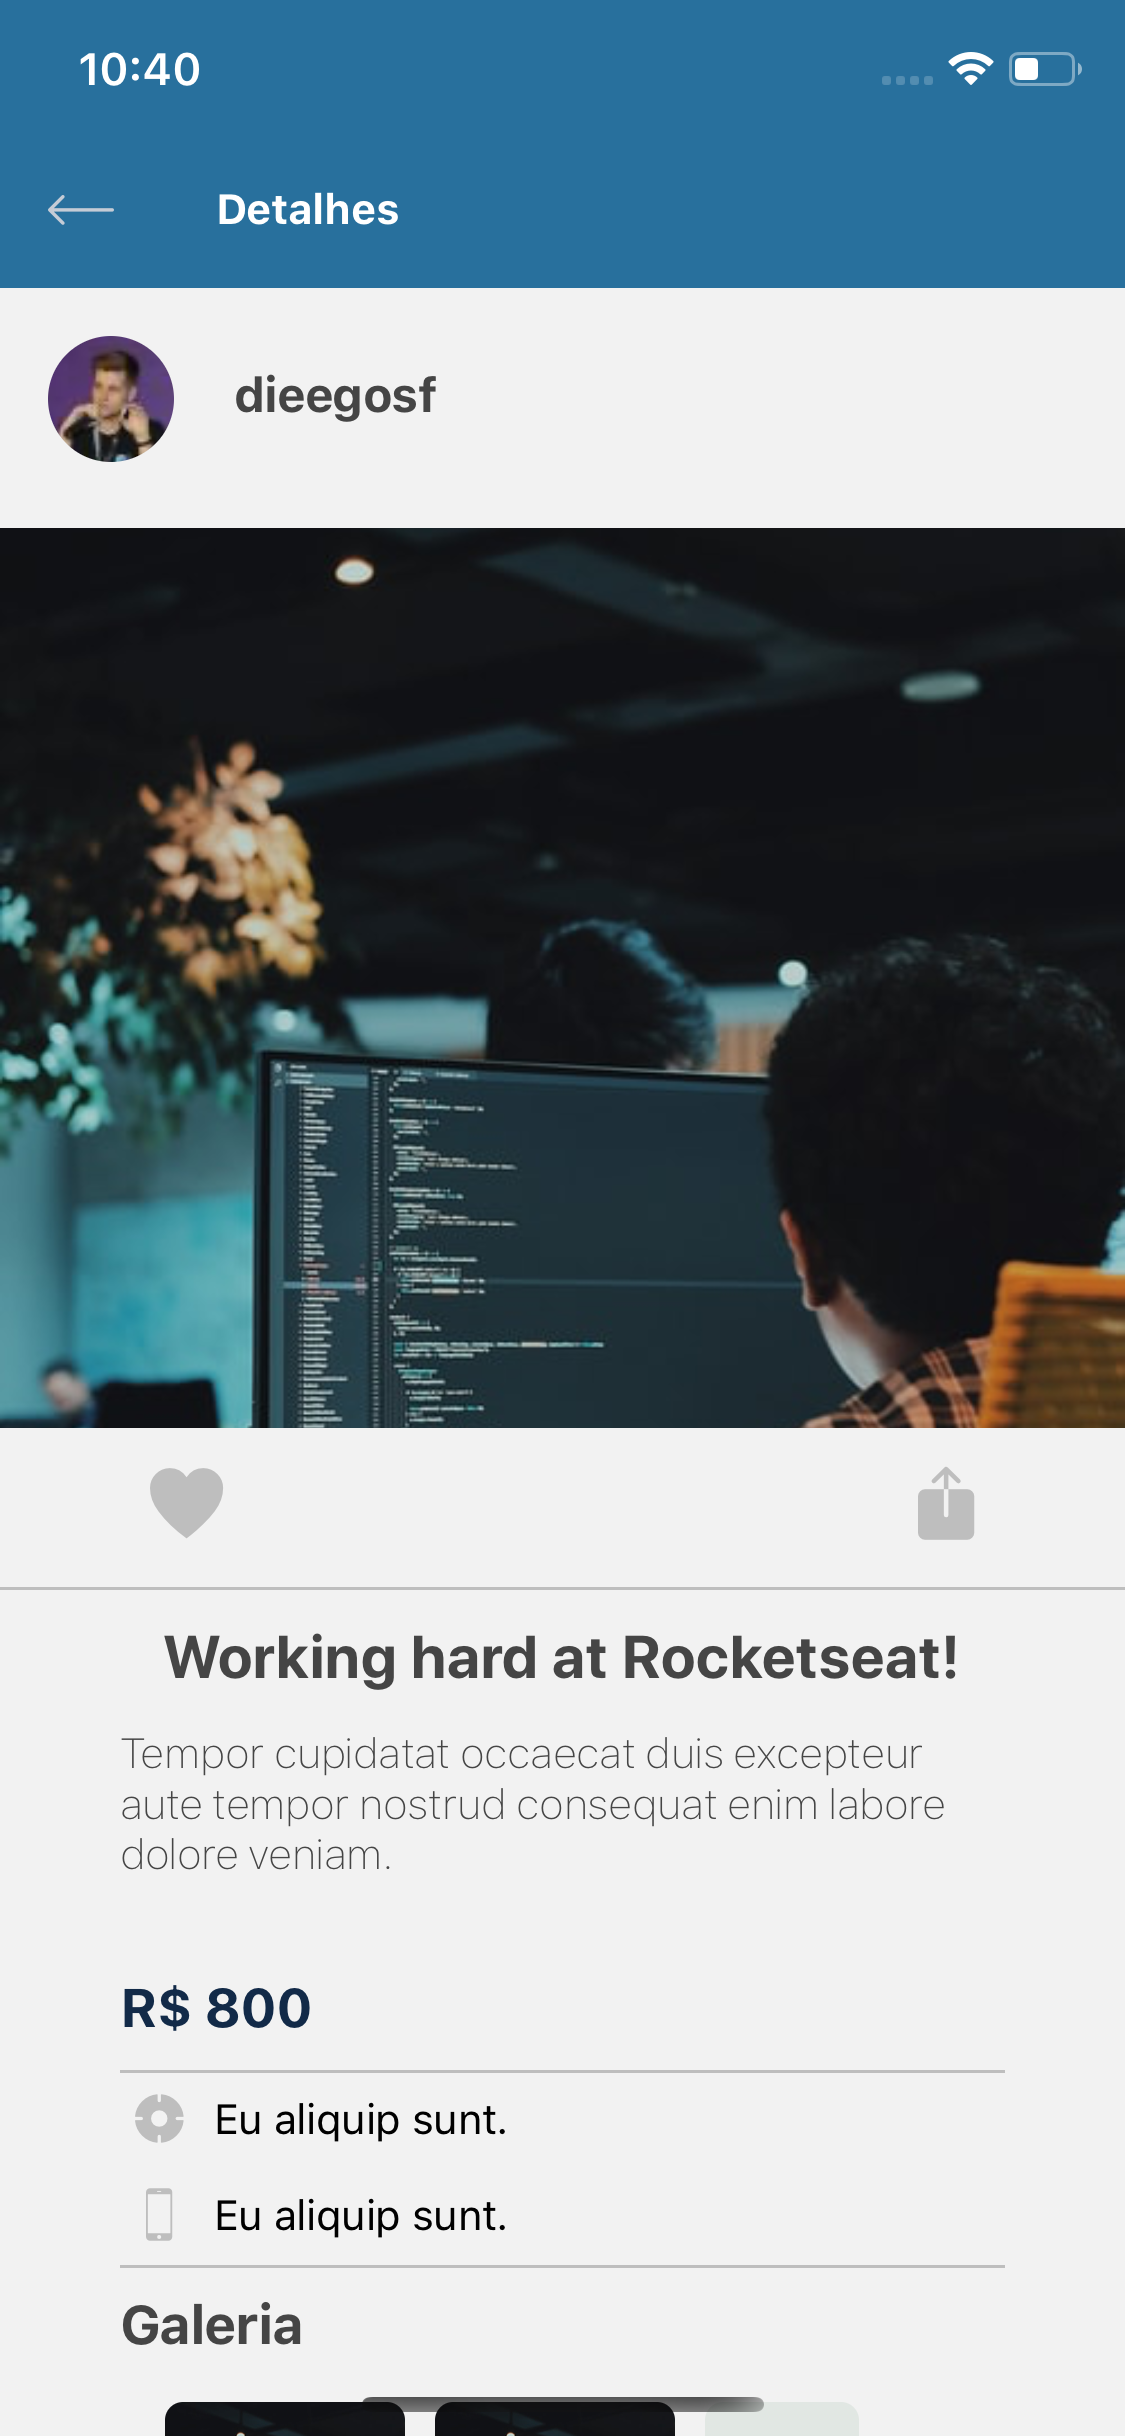 10:40
Detalhes
dieegosf
Working hard at Rocketseat!
Tempor cupidatat occaecat duis excepteur
aute tempor nostrud consequat enim labore
dolore veniam.
R$ 800
Eu aliquip sunt.
Eu aliquip sunt.
Galeria